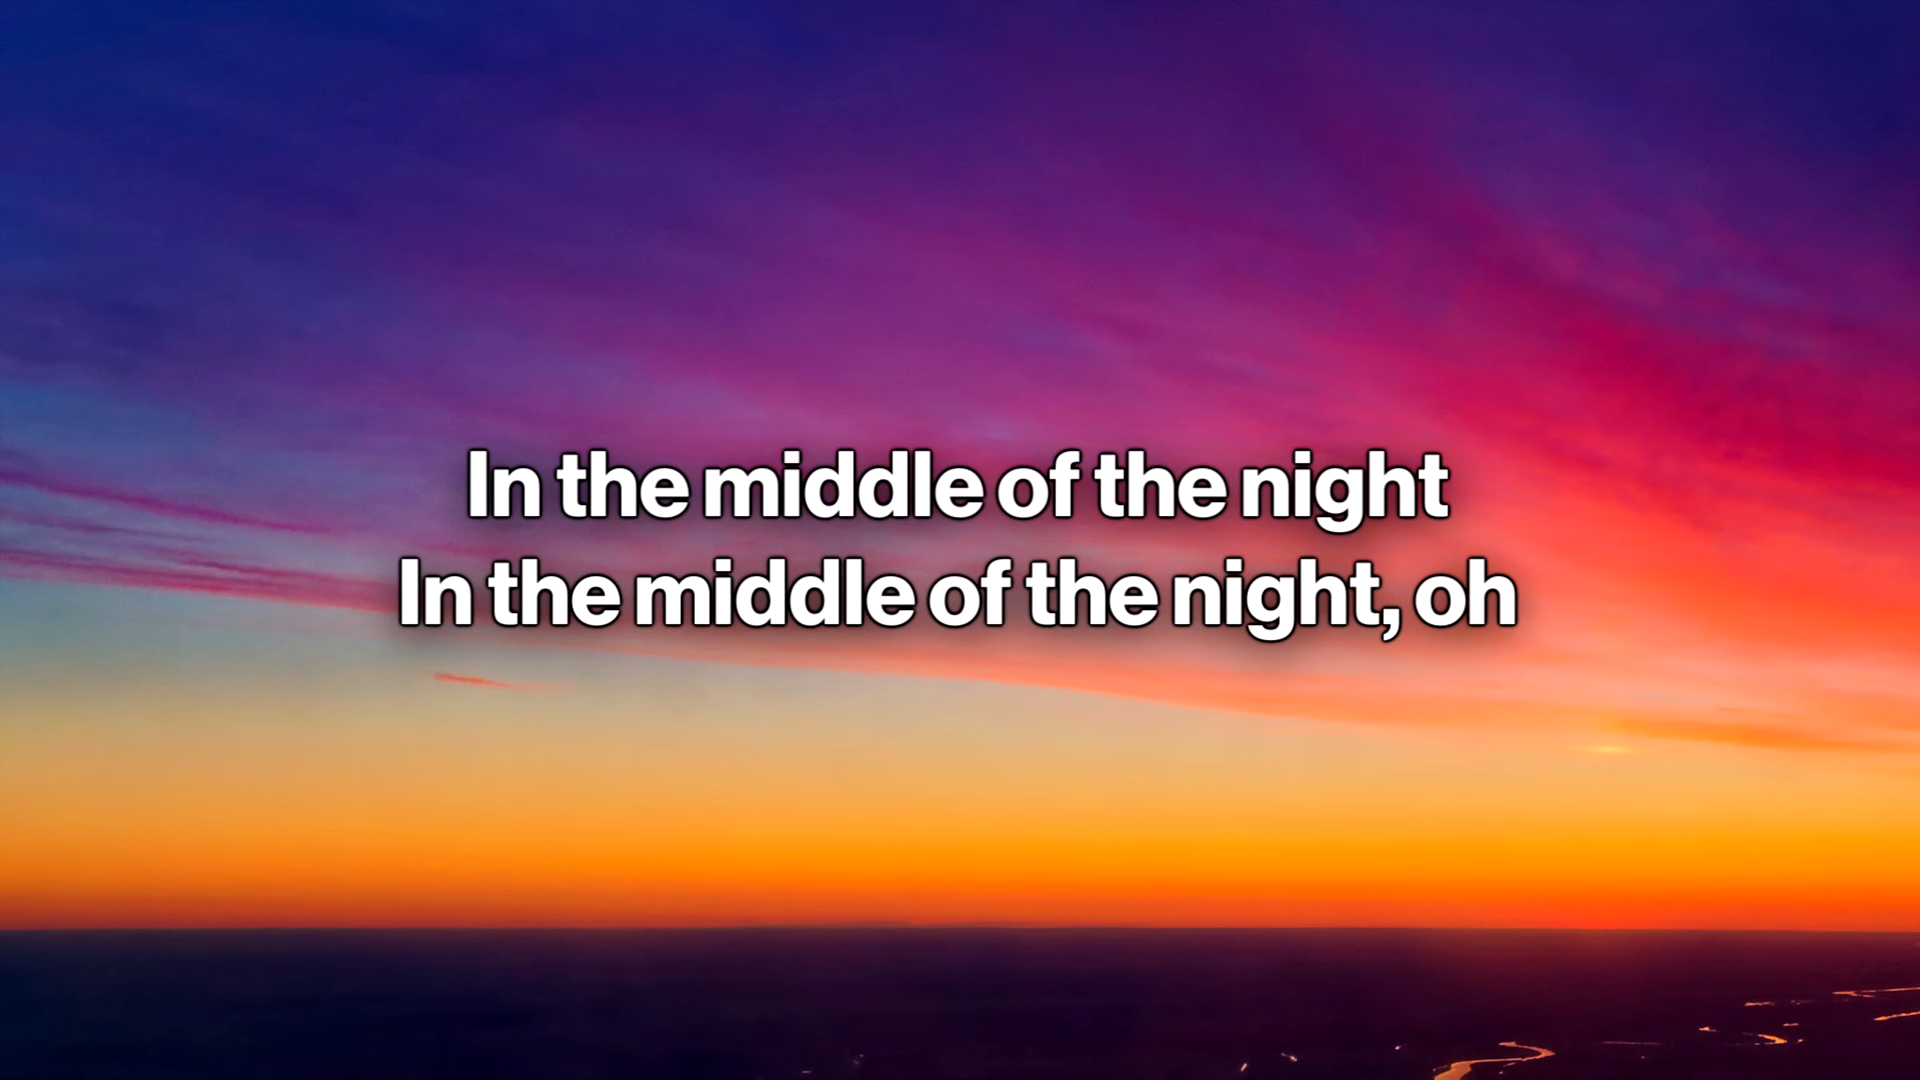 In the middle of the night
In the middle of the night, oh